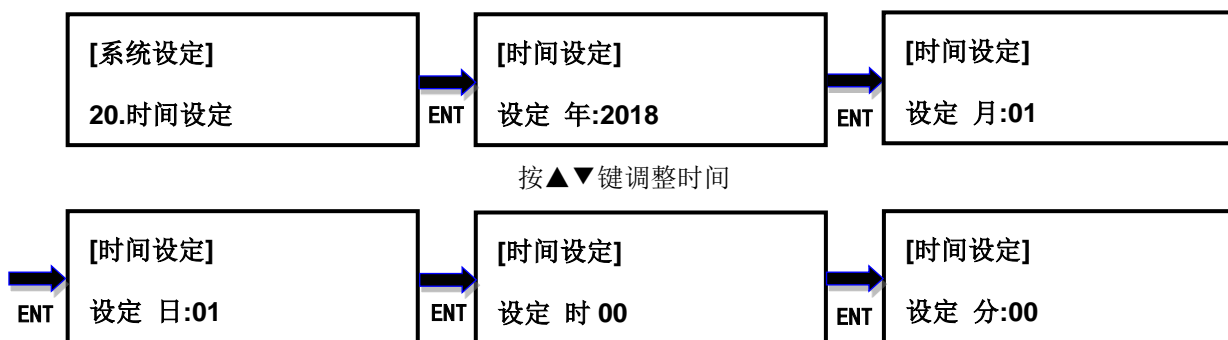 [系统设定]
20.时间设定
ENT
[时间设定]
设定 年:2018
ENT
[时间设定]
设定 月:01
按▲▼键调整时间
ENT
[时间设定]
设定 日:01
ENT
[时间设定]
设定 时 00
ENT
[时间设定]
设定 分:00